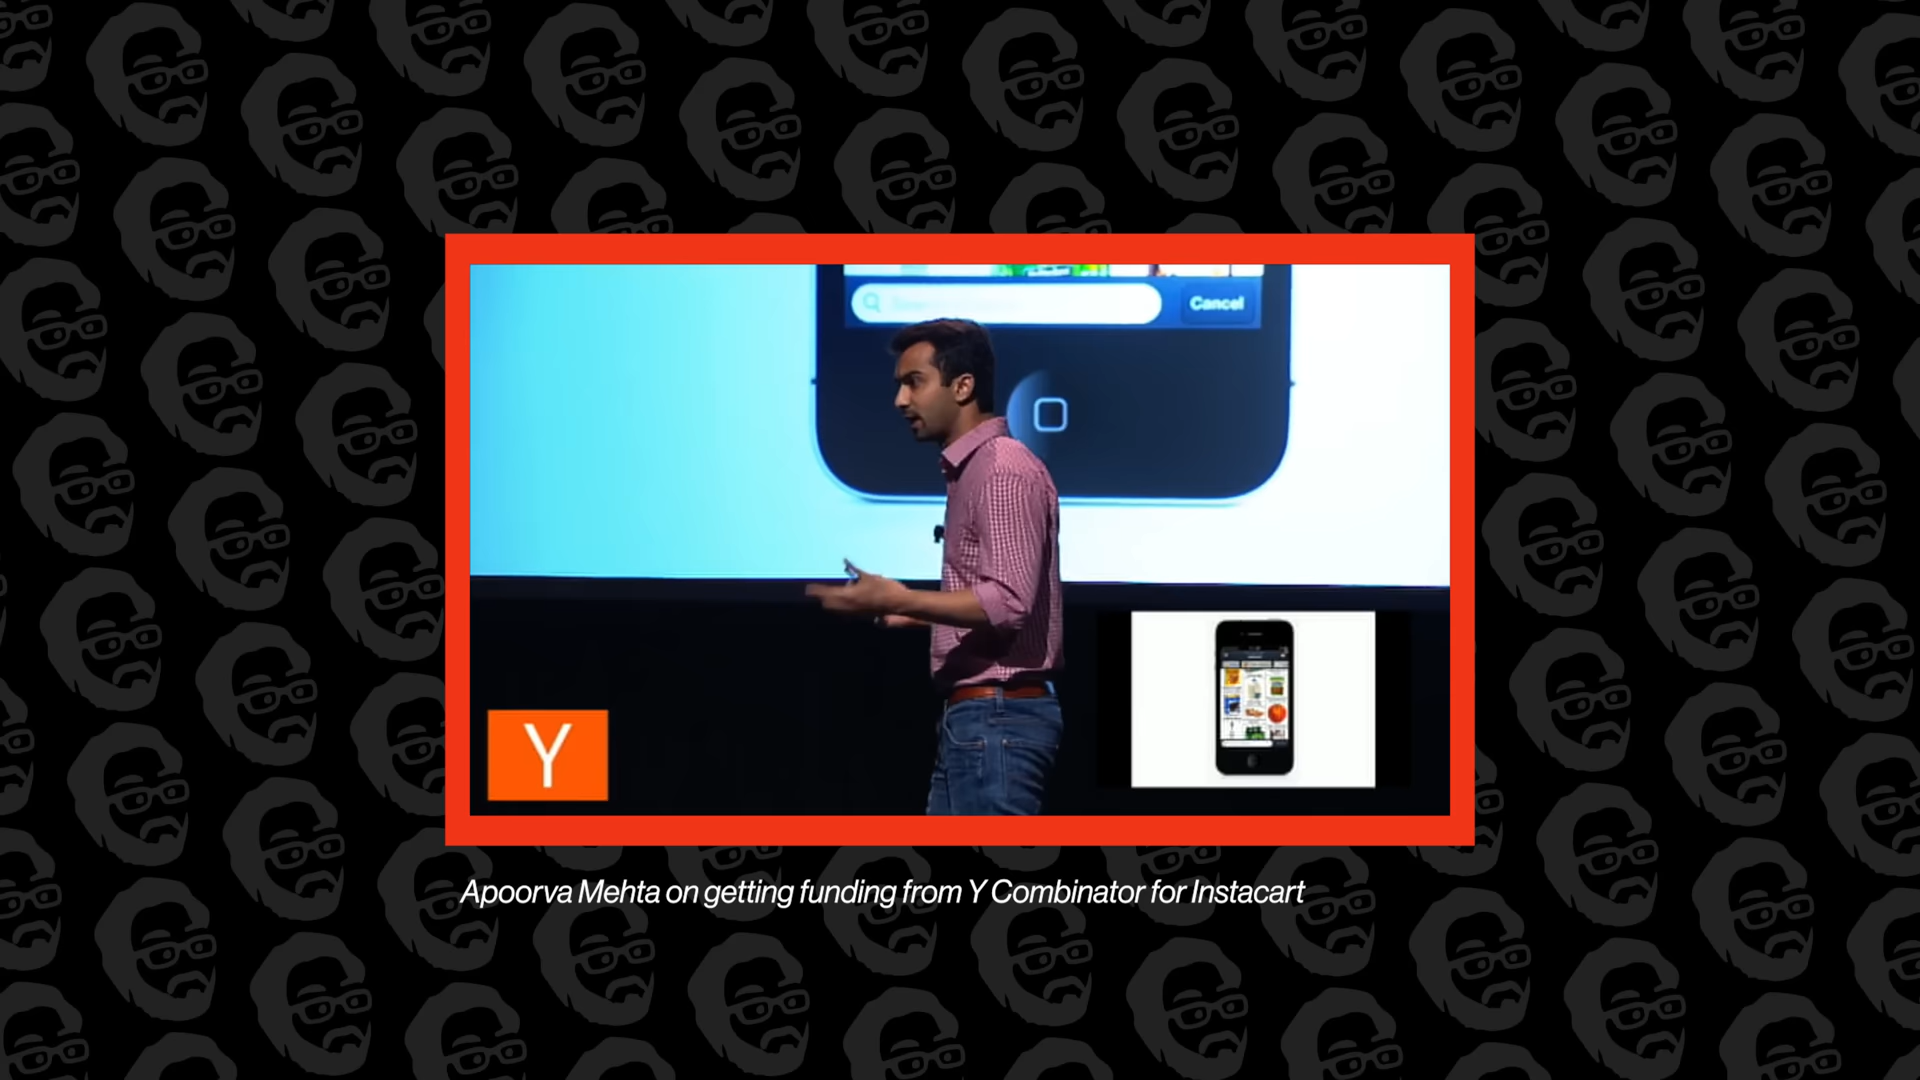 Cancel
Y
Apoorva Mehta on getting funding from Y Combinator for Instacart